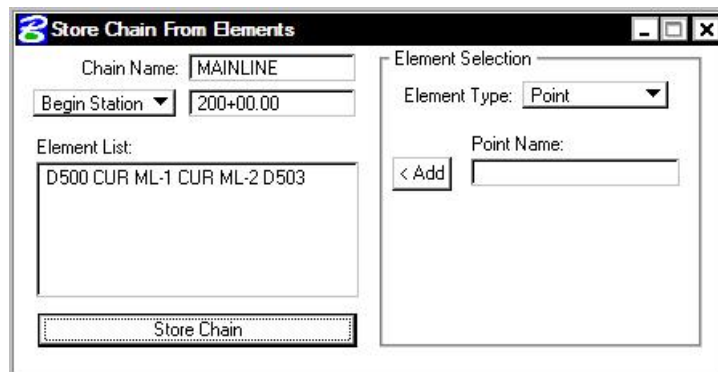 Store Chain From Elements
Chain Name: MAINLINE
Begin Station 200+00.00
Element List:
D500 CUR ML-1 CUR ML-2 D503
Store Chain
Element Selection
Element Type: Point
Point Name:
< Add